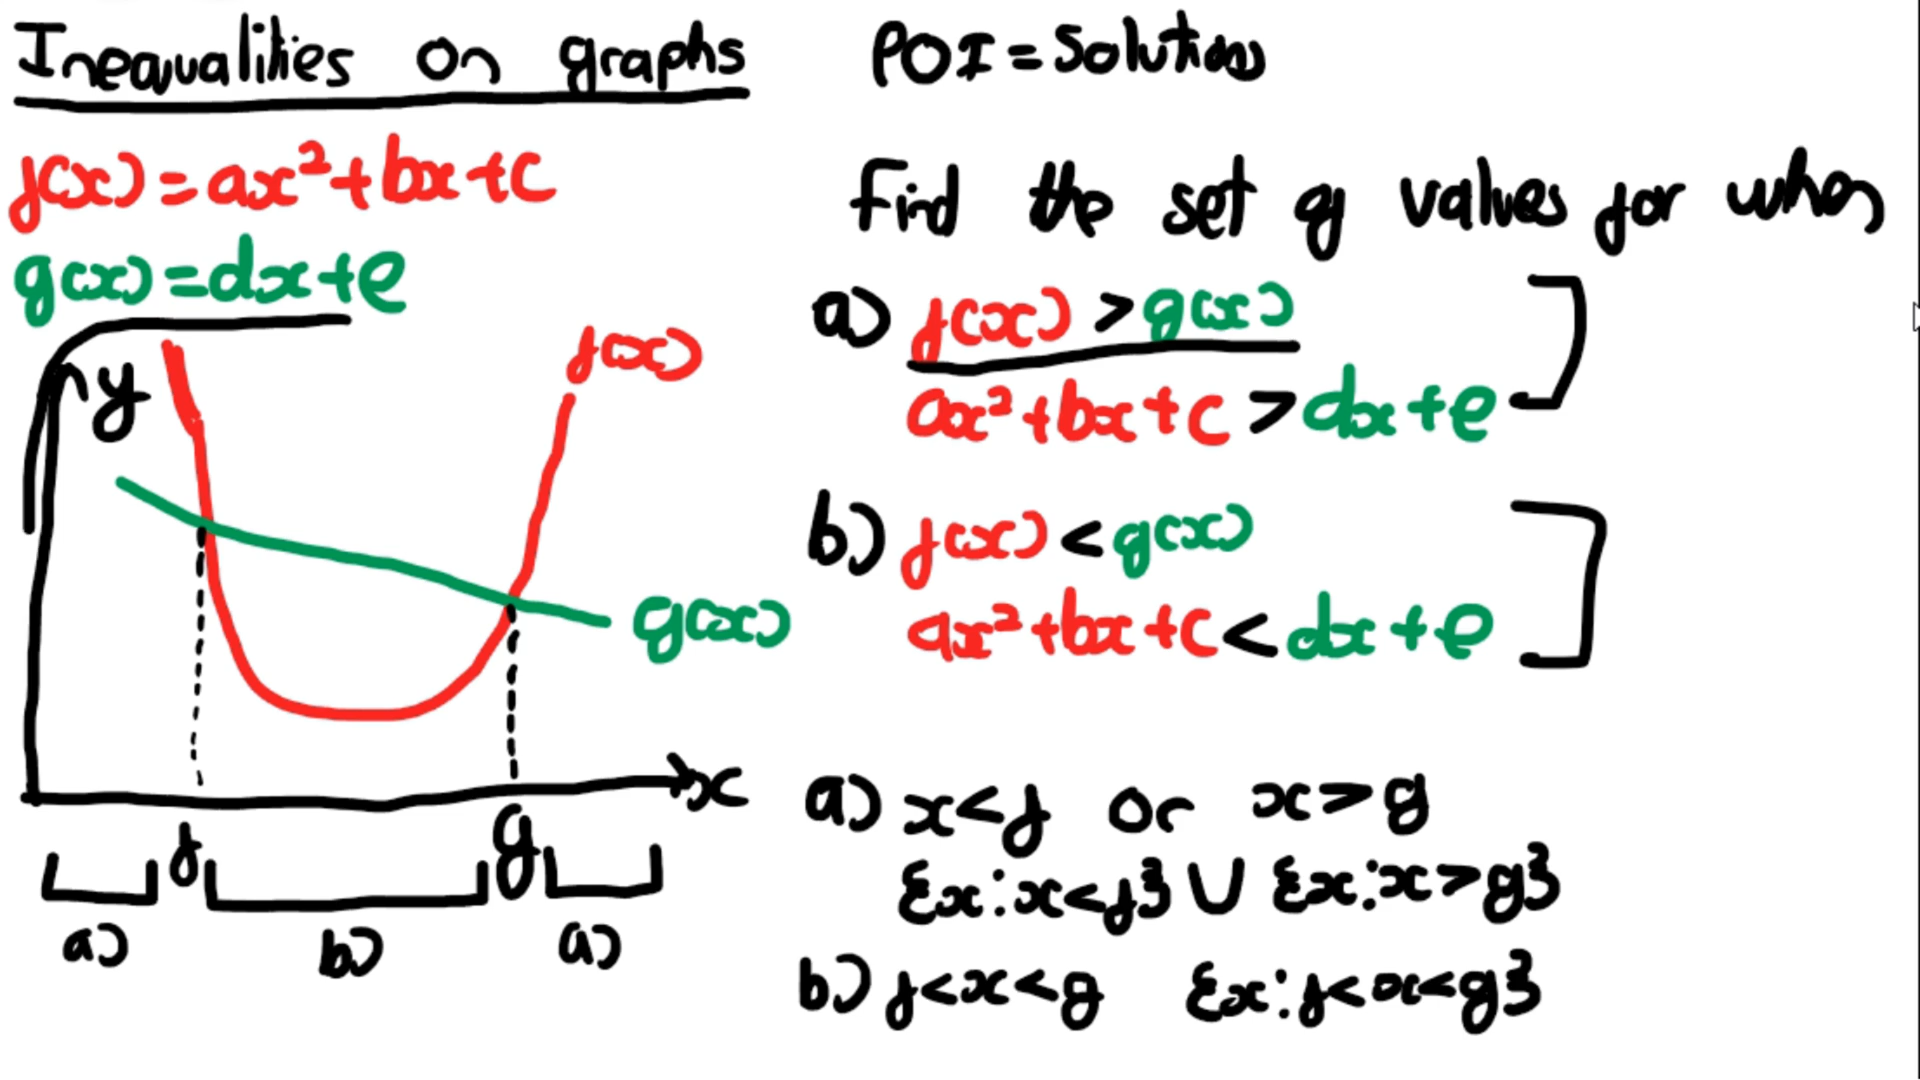 Inequalities on graphs
f(x)=ax²+bx+c
g(x)=dx+e
y
f(x)
g(x)
x
f
g
a)
b)
a)
POI=Solutions
Find the set of values for when
a) f(x) >g(x)
ax²+bx+c >dx+e
b) f(x) < g(x)
ax²+bx+c < dx+e
a) x<f or x>g
{x:x<f} ∪ {x:x>g}
b) f<x<g {x:f<x<g}